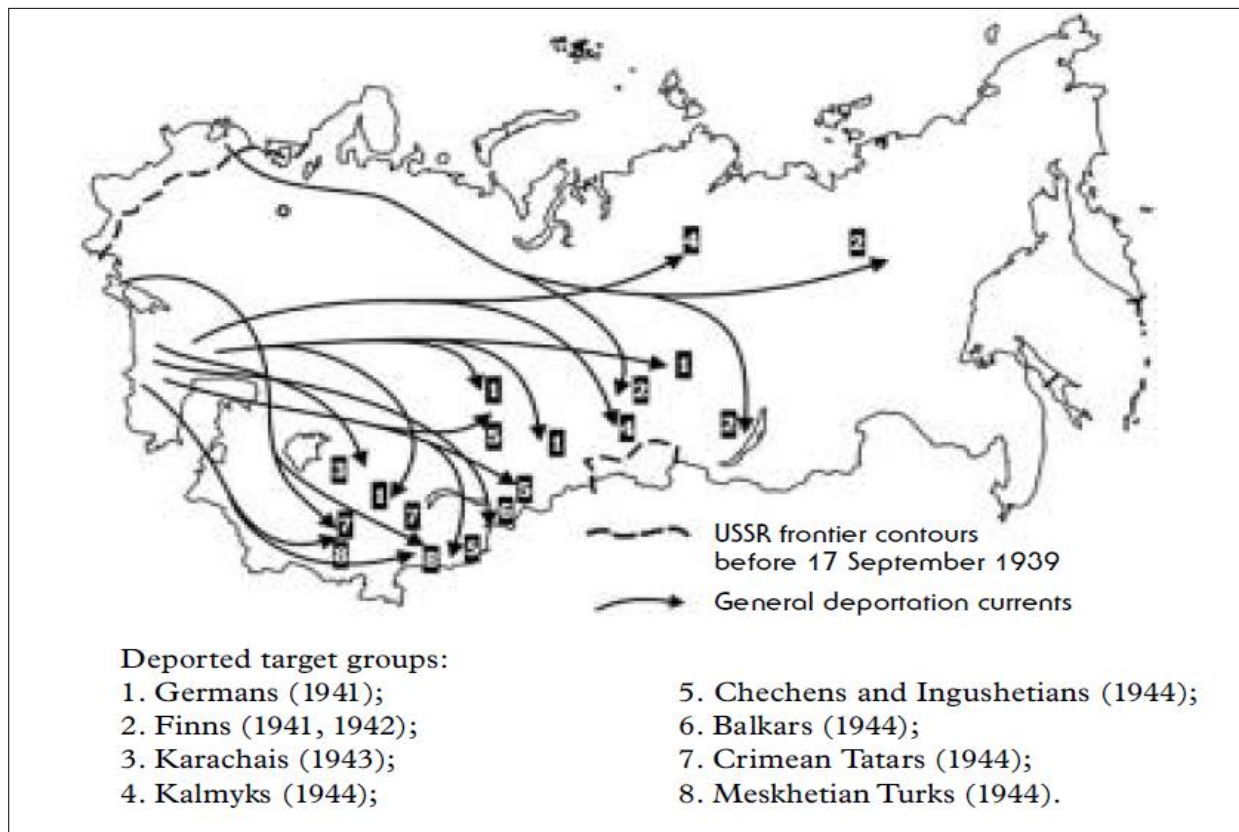 USSR frontier contours
before 17 September 1939
General deportation currents
Deported target groups:
1. Germans (1941);
2. Finns (1941, 1942);
3. Karachais (1943);
4. Kalmyks (1944);
5. Chechens and Ingushetians (1944);
6. Balkars (1944);
7. Crimean Tatars (1944);
8. Meskhetian Turks (1944).